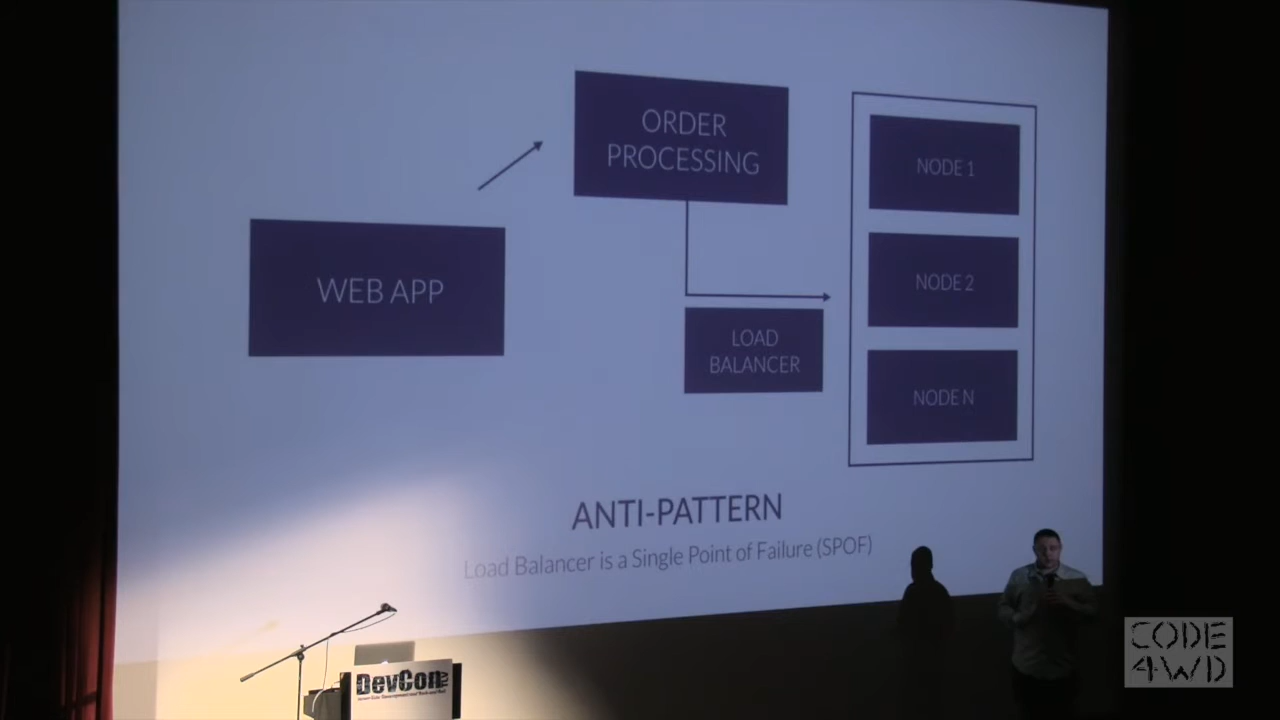 ORDER
PROCESSING
WEB APP
LOAD
BALANCER
NODE 1
NODE 2
NODE N
ANTI-PATTERN
Load Balancer is a Single Point of Failure (SPOF)
DevCon
CODE
4WD